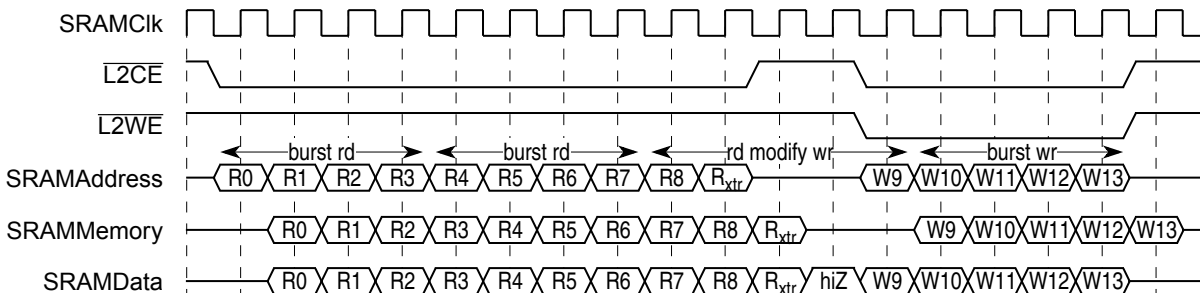 SRAMClk
L2CE
L2WE
burst rd burst rd rd modify wr burst wr
SRAMAddress R0 R1 R2 R3 R4 R5 R6 R7 R8 Rxtr W9 W10 W11 W12 W13
SRAMMemory R0 R1 R2 R3 R4 R5 R6 R7 R8 Rxtr W9 W10 W11 W12 W13
SRAMData R0 R1 R2 R3 R4 R5 R6 R7 R8 Rxtr hiZ W9 W10 W11 W12 W13